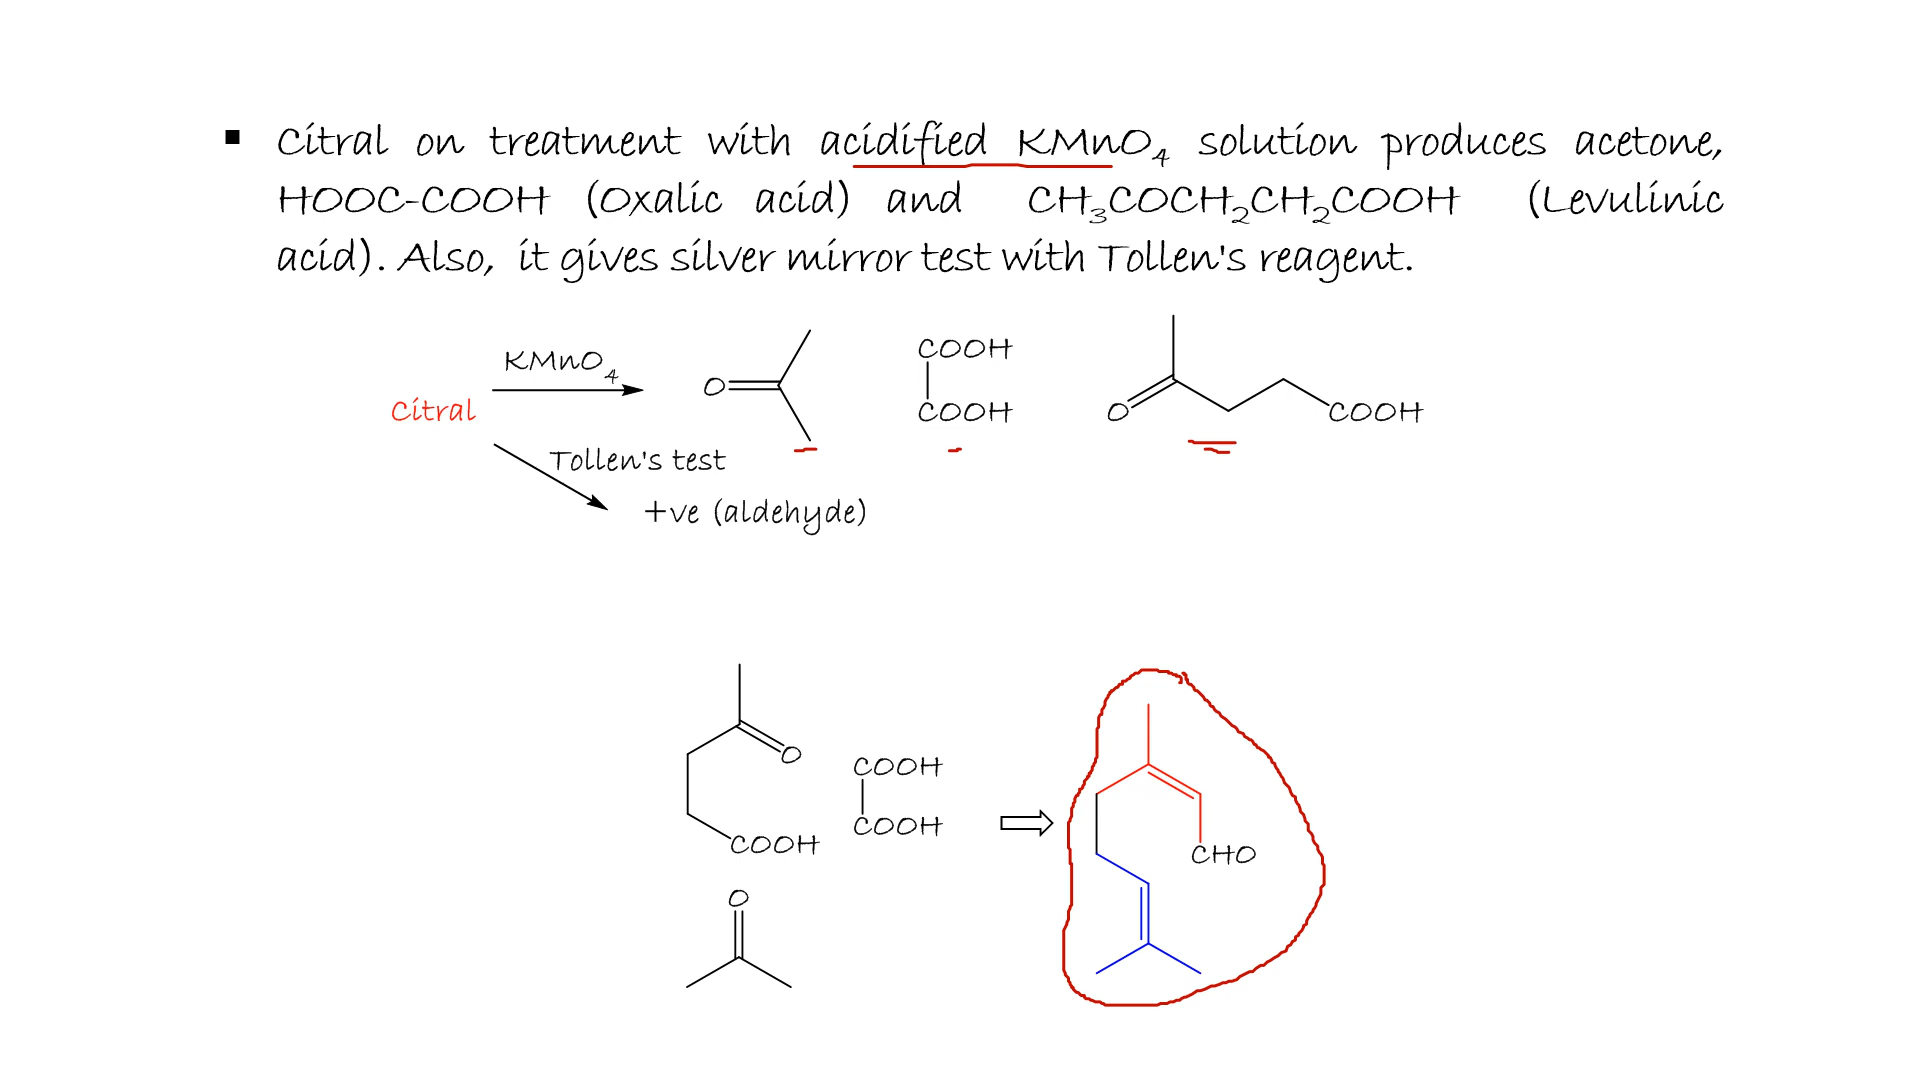 ▪ Citral on treatment with acidified KMnO₄ solution produces acetone,
HOOC-COOH (Oxalic acid) and CH₃COCH₂CH₂COOH (Levulinic
acid). Also, it gives silver mirror test with Tollen's reagent.
KMnO₄
Citral
O
COOH
COOH
O
COOH
Tollen's test
+ve (aldehyde)
O
COOH
COOH
COOH
CHO
O